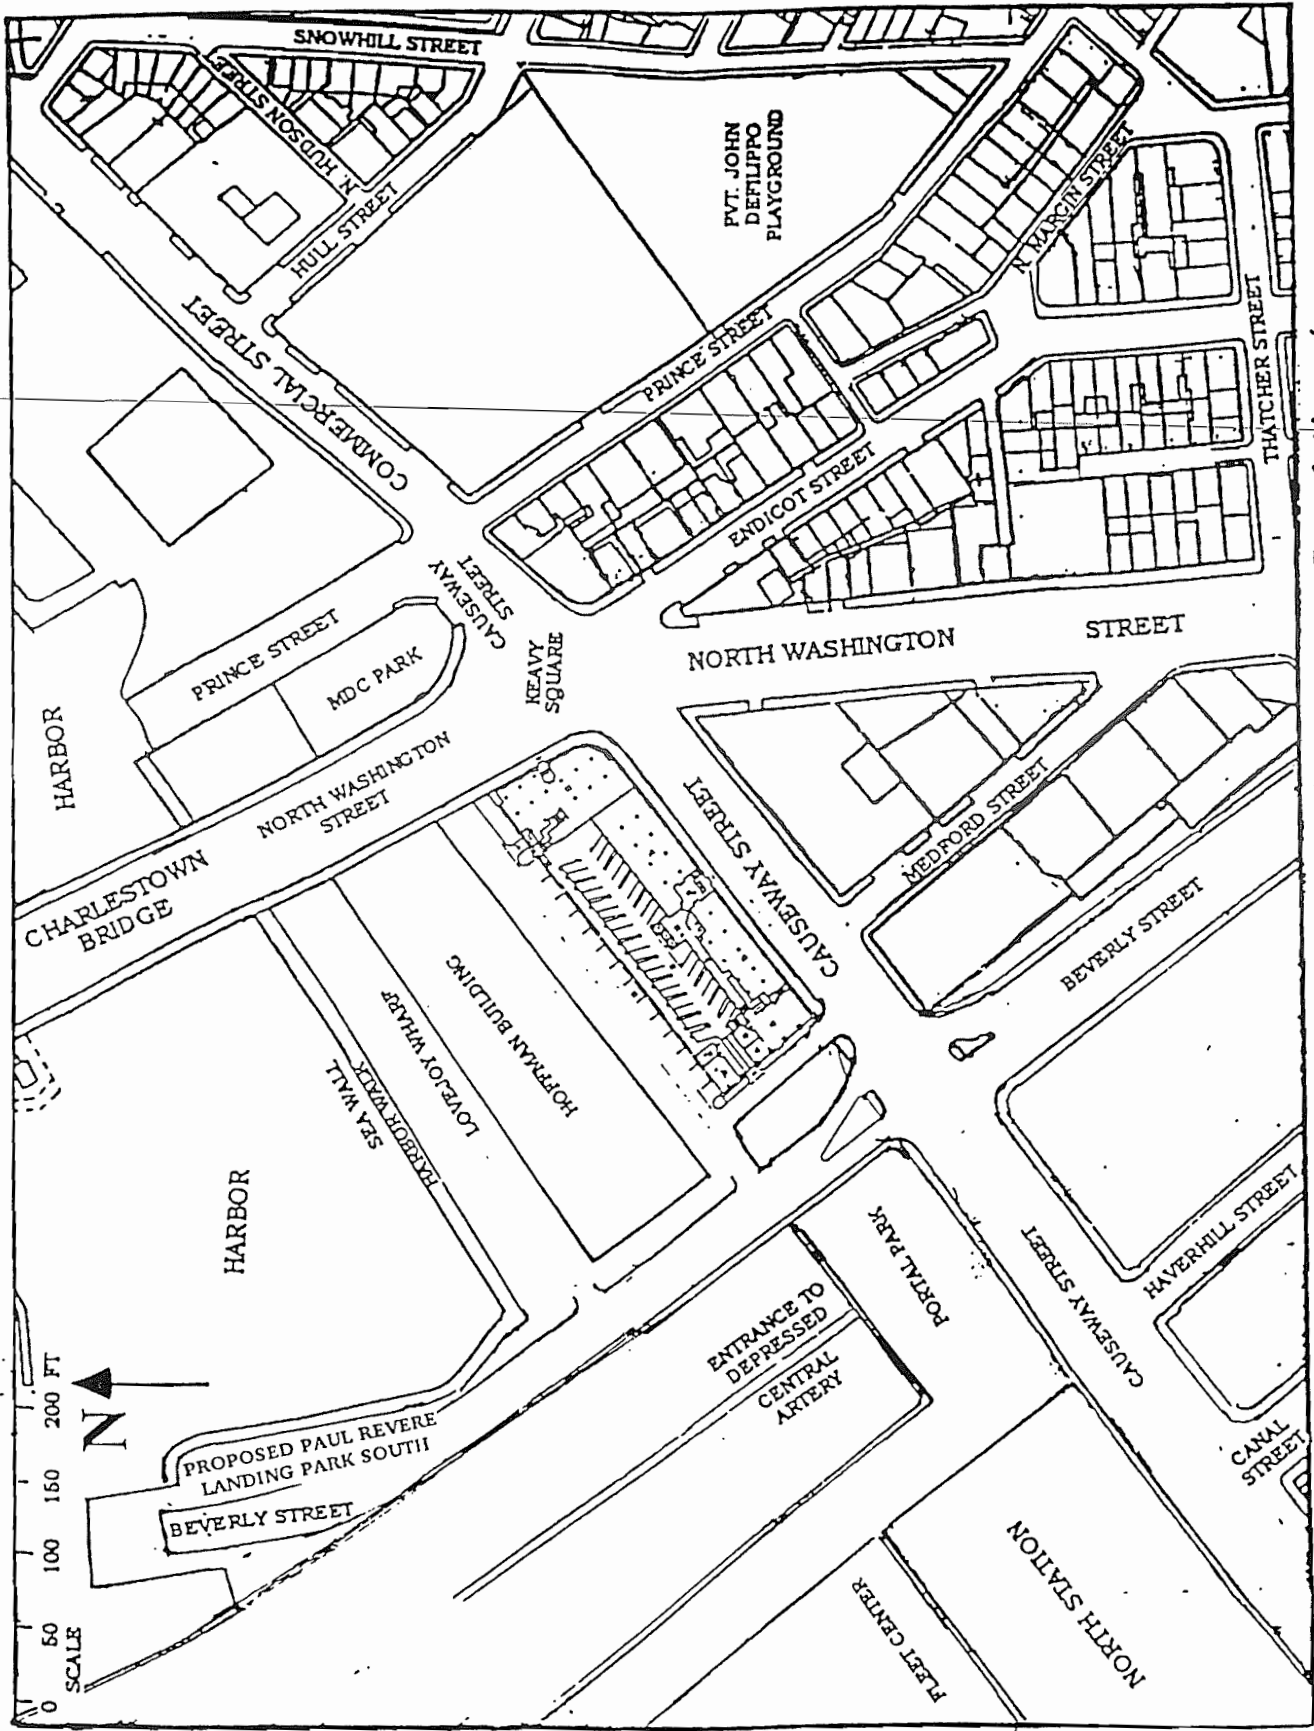 SNOWHILL STREET
N. HUDSON STREET
HULL STREET
PVT. JOHN
DEFILIPPO
PLAYGROUND
N. MARGIN STREET
THATCHER STREET
COMMERCIAL STREET
PRINCE STREET
ENDICOT STREET
CAUSEWAY
STREET
KEAVY
SQUARE
NORTH WASHINGTON
STREET
PRINCE STREET
MDC PARK
HARBOR
NORTH WASHINGTON
STREET
CHARLESTOWN
BRIDGE
CAUSEWAY STREET
MEDFORD STREET
BEVERLY STREET
HOFFMAN BUILDING
LOVEJOY WHARF
HARBOR WALK
SEA WALL
HARBOR
PORTAL PARK
CAUSEWAY STREET
HAVERHILL STREET
CANAL
STREET
ENTRANCE TO
DEPRESSED
CENTRAL
ARTERY
PROPOSED PAUL REVERE
LANDING PARK SOUTH
BEVERLY STREET
NORTH STATION
FLEET CENTER
N
0 50 100 150 200 FT
SCALE